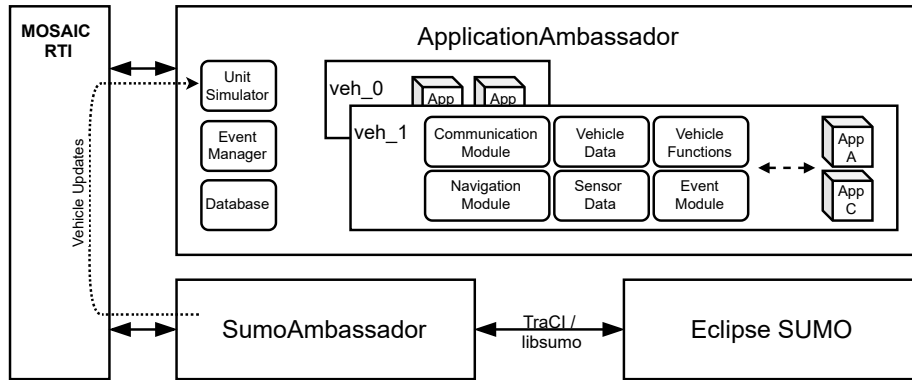 MOSAIC
RTI
ApplicationAmbassador
Unit
Simulator
Event
Manager
Database
veh_0
App
App
veh_1
Communication
Module
Vehicle
Data
Vehicle
Functions
Navigation
Module
Sensor
Data
Event
Module
App
A
App
C
Vehicle Updates
SumoAmbassador
TraCI /
libsumo
Eclipse SUMO